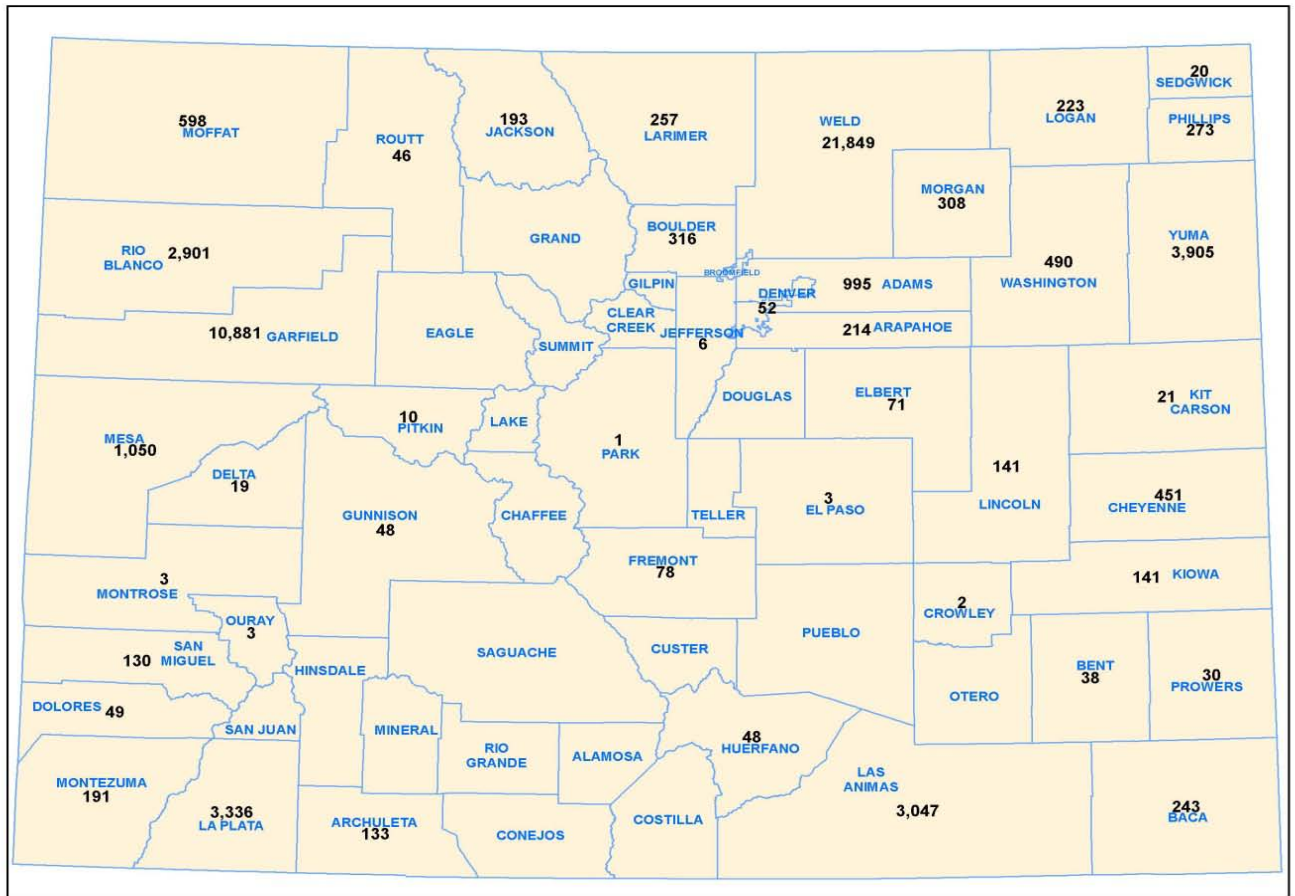 20
SEDGWICK
598
MOFFAT
193
JACKSON
257
LARIMER
WELD
21,849
223
LOGAN
PHILLIPS
273
ROUTT
46
MORGAN
308
RIO
BLANCO
2,901
GRAND
BOULDER
316
YUMA
3,905
BROOMFIELD
490
WASHINGTON
GILPIN
DENVER
52
995 ADAMS
10,881 GARFIELD
EAGLE
CLEAR
CREEK
JEFFERSON
6
214 ARAPAHOE
SUMMIT
DOUGLAS
ELBERT
71
21 KIT
CARSON
MESA
1,050
10
PITKIN
LAKE
1
PARK
DELTA
19
141
LINCOLN
451
CHEYENNE
GUNNISON
48
CHAFFEE
TELLER
3
EL PASO
FREMONT
78
141 KIOWA
3
MONTROSE
2
CROWLEY
OURAY
3
130 SAN
MIGUEL
HINSDALE
SAGUACHE
CUSTER
PUEBLO
BENT
38
30
PROWERS
OTERO
DOLORES
49
SAN JUAN
MINERAL
RIO
GRANDE
ALAMOSA
48
HUERFANO
MONTEZUMA
191
3,336
LA PLATA
ARCHULETA
133
CONEJOS
COSTILLA
LAS
ANIMAS
3,047
243
BACA